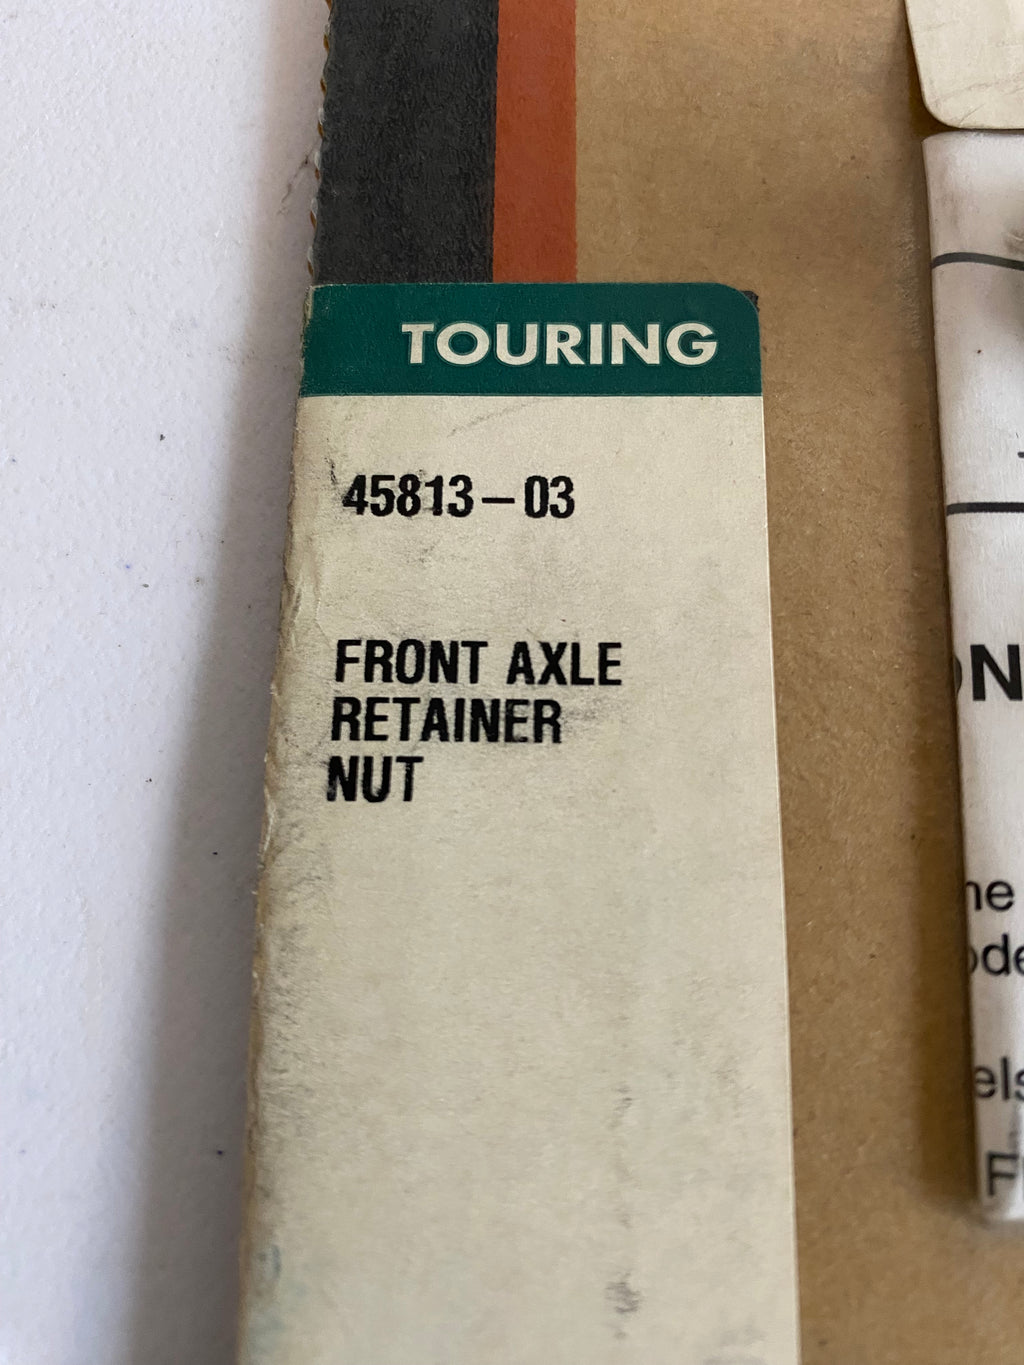 TOURING
45813-03
FRONT AXLE
RETAINER
NUT